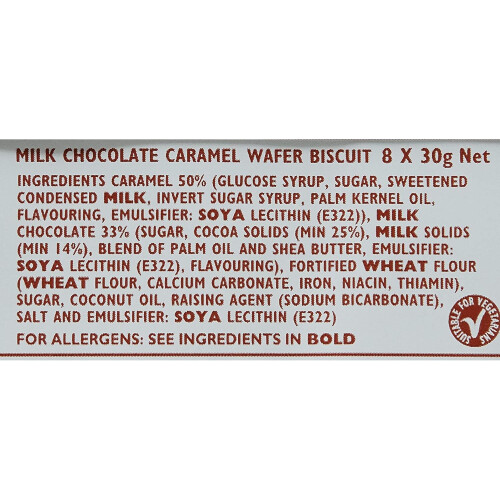 MILK CHOCOLATE CARAMEL WAFER BISCUIT 8 X 30g Net
INGREDIENTS CARAMEL 50% (GLUCOSE SYRUP, SUGAR, SWEETENED
CONDENSED MILK, INVERT SUGAR SYRUP, PALM KERNEL OIL,
FLAVOURING, EMULSIFIER: SOYA LECITHIN (E322)), MILK
CHOCOLATE 33% (SUGAR, COCOA SOLIDS (MIN 25%), MILK SOLIDS
(MIN 14%), BLEND OF PALM OIL AND SHEA BUTTER, EMULSIFIER:
SOYA LECITHIN (E322), FLAVOURING), FORTIFIED WHEAT FLOUR
(WHEAT FLOUR, CALCIUM CARBONATE, IRON, NIACIN, THIAMIN),
SUGAR, COCONUT OIL, RAISING AGENT (SODIUM BICARBONATE),
SALT AND EMULSIFIER: SOYA LECITHIN (E322)
FOR ALLERGENS: SEE INGREDIENTS IN BOLD
SUITABLE FOR VEGETARIANS